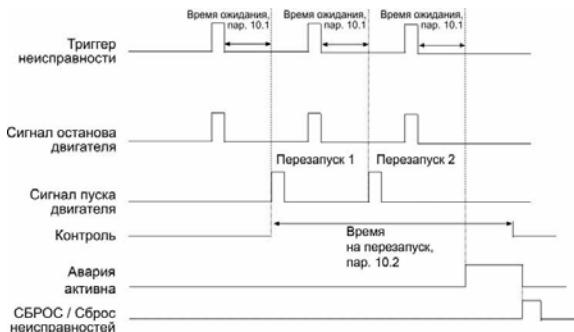 Время ожидания, Время ожидания, Время ожидания,
пар. 10.1 пар. 10.1 пар. 10.1
Триггер
неисправности
Сигнал останова
двигателя
Перезапуск 1 Перезапуск 2
Сигнал пуска
двигателя
Контроль
Время
на перезапуск,
пар. 10.2
Авария
активна
СБРОС / Сброс
неисправностей